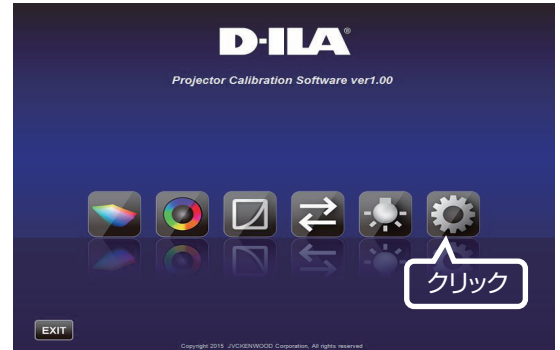 D-ILA®
Projector Calibration Software ver1.00
クリック
EXIT
Copyright 2015 JVCKENWOOD Corporation, All rights reserved